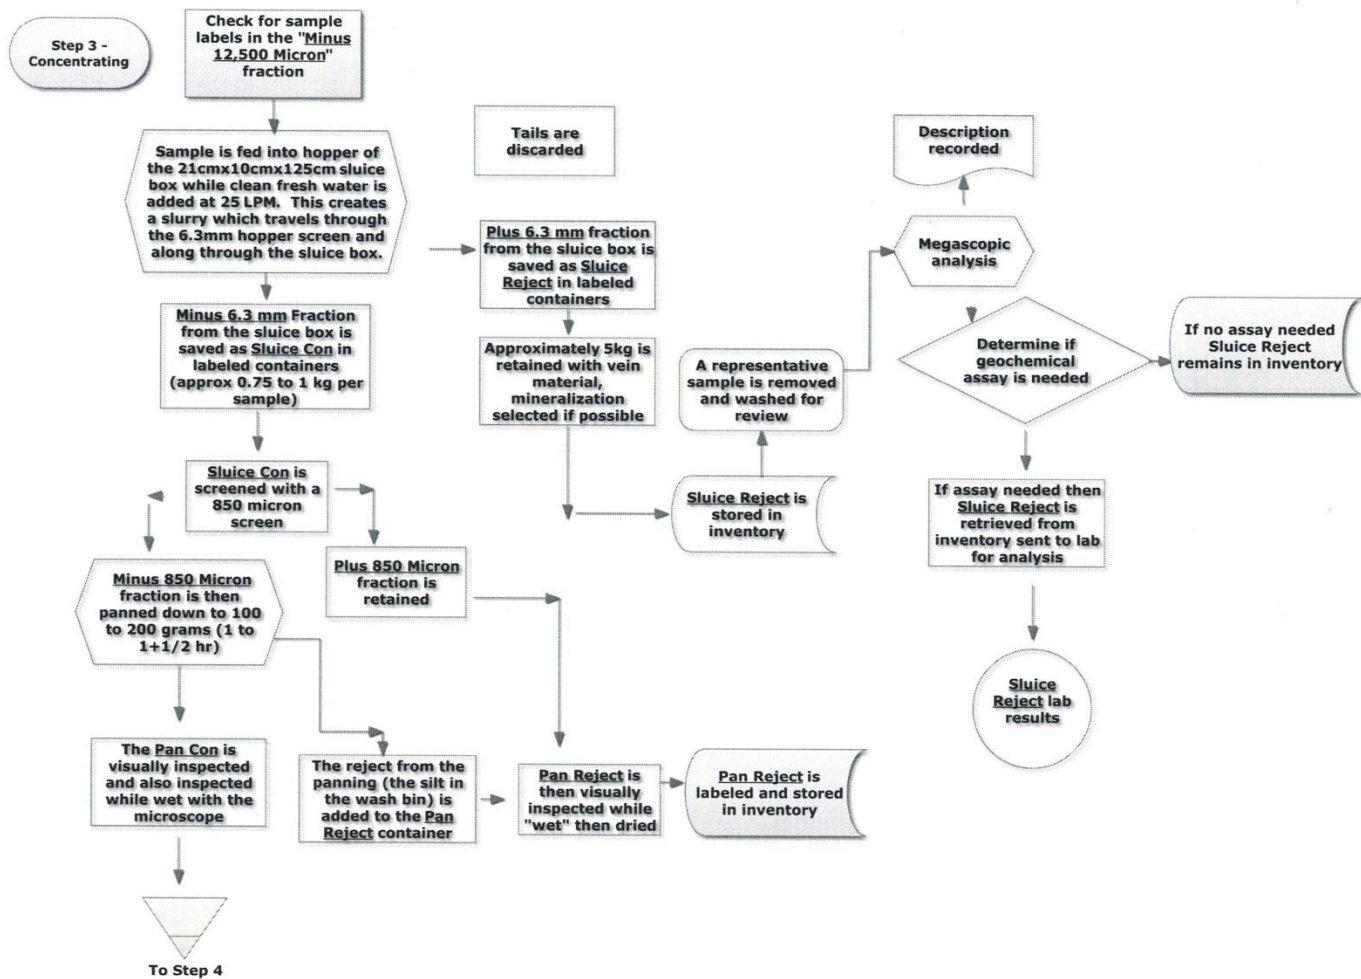 Step 3 -
Concentrating
Check for sample
labels in the "Minus
12,500 Micron"
fraction
Sample is fed into hopper of
the 21cmx10cmx125cm sluice
box while clean fresh water is
added at 25 LPM.  This creates
a slurry which travels through
the 6.3mm hopper screen and
along through the sluice box.
Tails are
discarded
Minus 6.3 mm Fraction
from the sluice box is
saved as Sluice Con in
labeled containers
(approx 0.75 to 1 kg per
sample)
Plus 6.3 mm fraction
from the sluice box is
saved as Sluice
Reject in labeled
containers
Approximately 5kg is
retained with vein
material,
mineralization
selected if possible
Sluice Reject is
stored in
inventory
A representative
sample is removed
and washed for
review
Megascopic
analysis
Description
recorded
Determine if
geochemical
assay is needed
If no assay needed
Sluice Reject
remains in inventory
If assay needed then
Sluice Reject is
retrieved from
inventory sent to lab
for analysis
Sluice
Reject lab
results
Sluice Con is
screened with a
850 micron
screen
Plus 850 Micron
fraction is
retained
Minus 850 Micron
fraction is then
panned down to 100
to 200 grams (1 to
1+1/2 hr)
The Pan Con is
visually inspected
and also inspected
while wet with the
microscope
The reject from the
panning (the silt in
the wash bin) is
added to the Pan
Reject container
Pan Reject is
then visually
inspected while
"wet" then dried
Pan Reject is
labeled and stored
in inventory
To Step 4